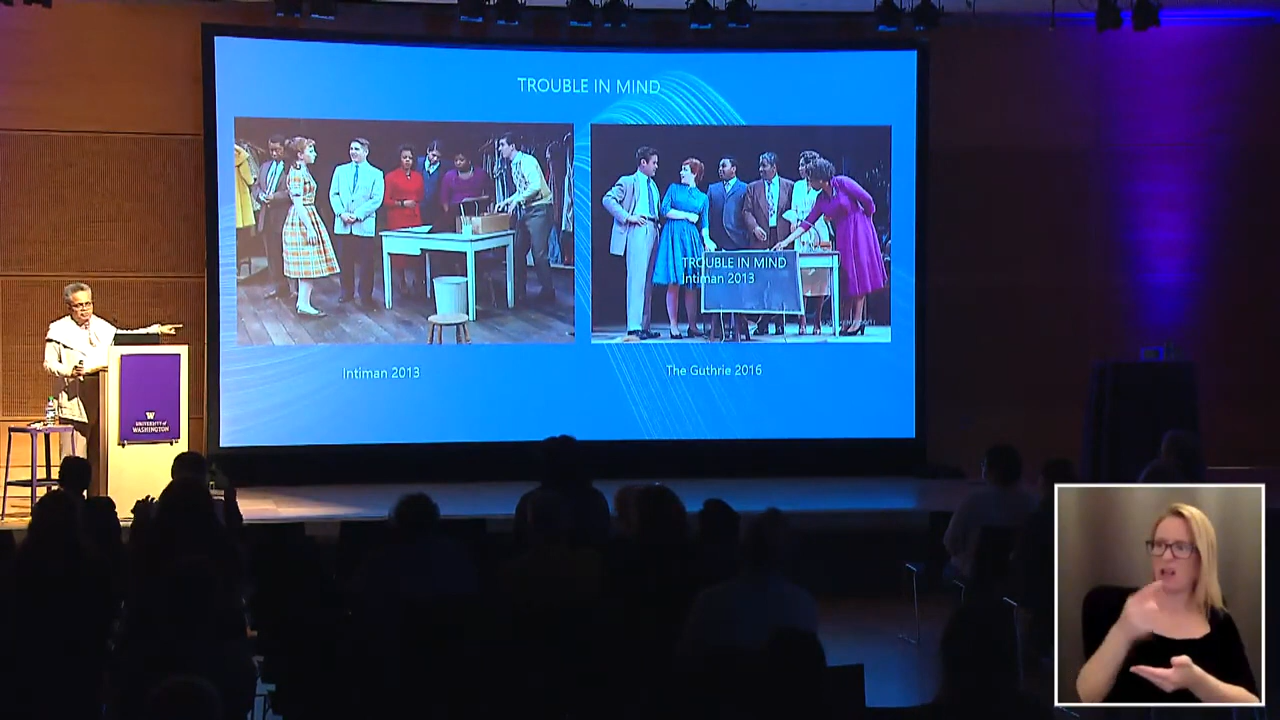 TROUBLE IN MIND
TROUBLE IN MIND
Intiman 2013
Intiman 2013
The Guthrie 2016
W
UNIVERSITY of
WASHINGTON